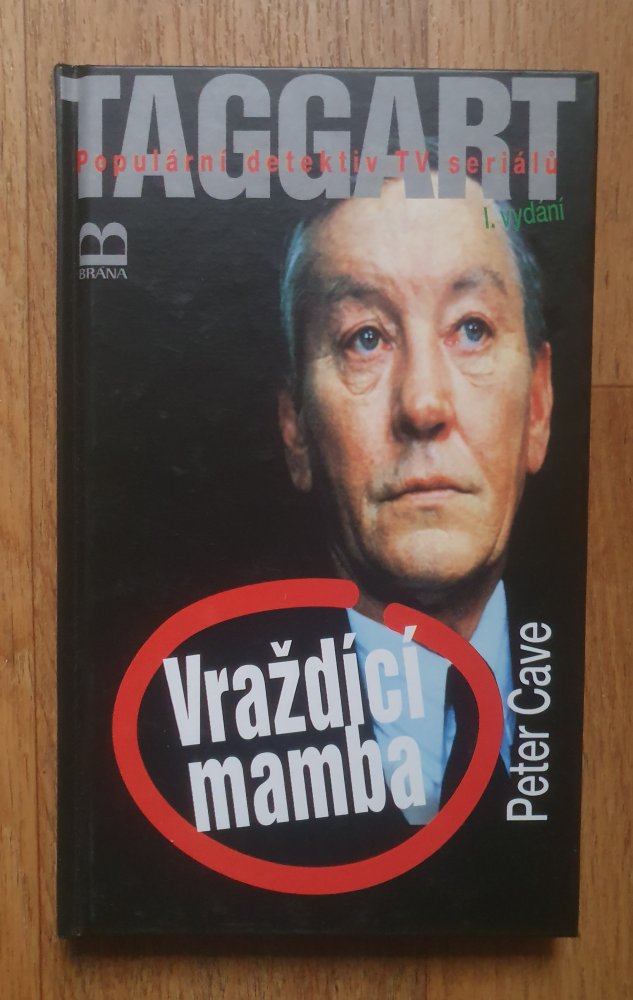 TAGGART
Populární detektiv TV seriálů
I. vydání
B
BRÁNA
Vraždící
mamba
Peter Cave